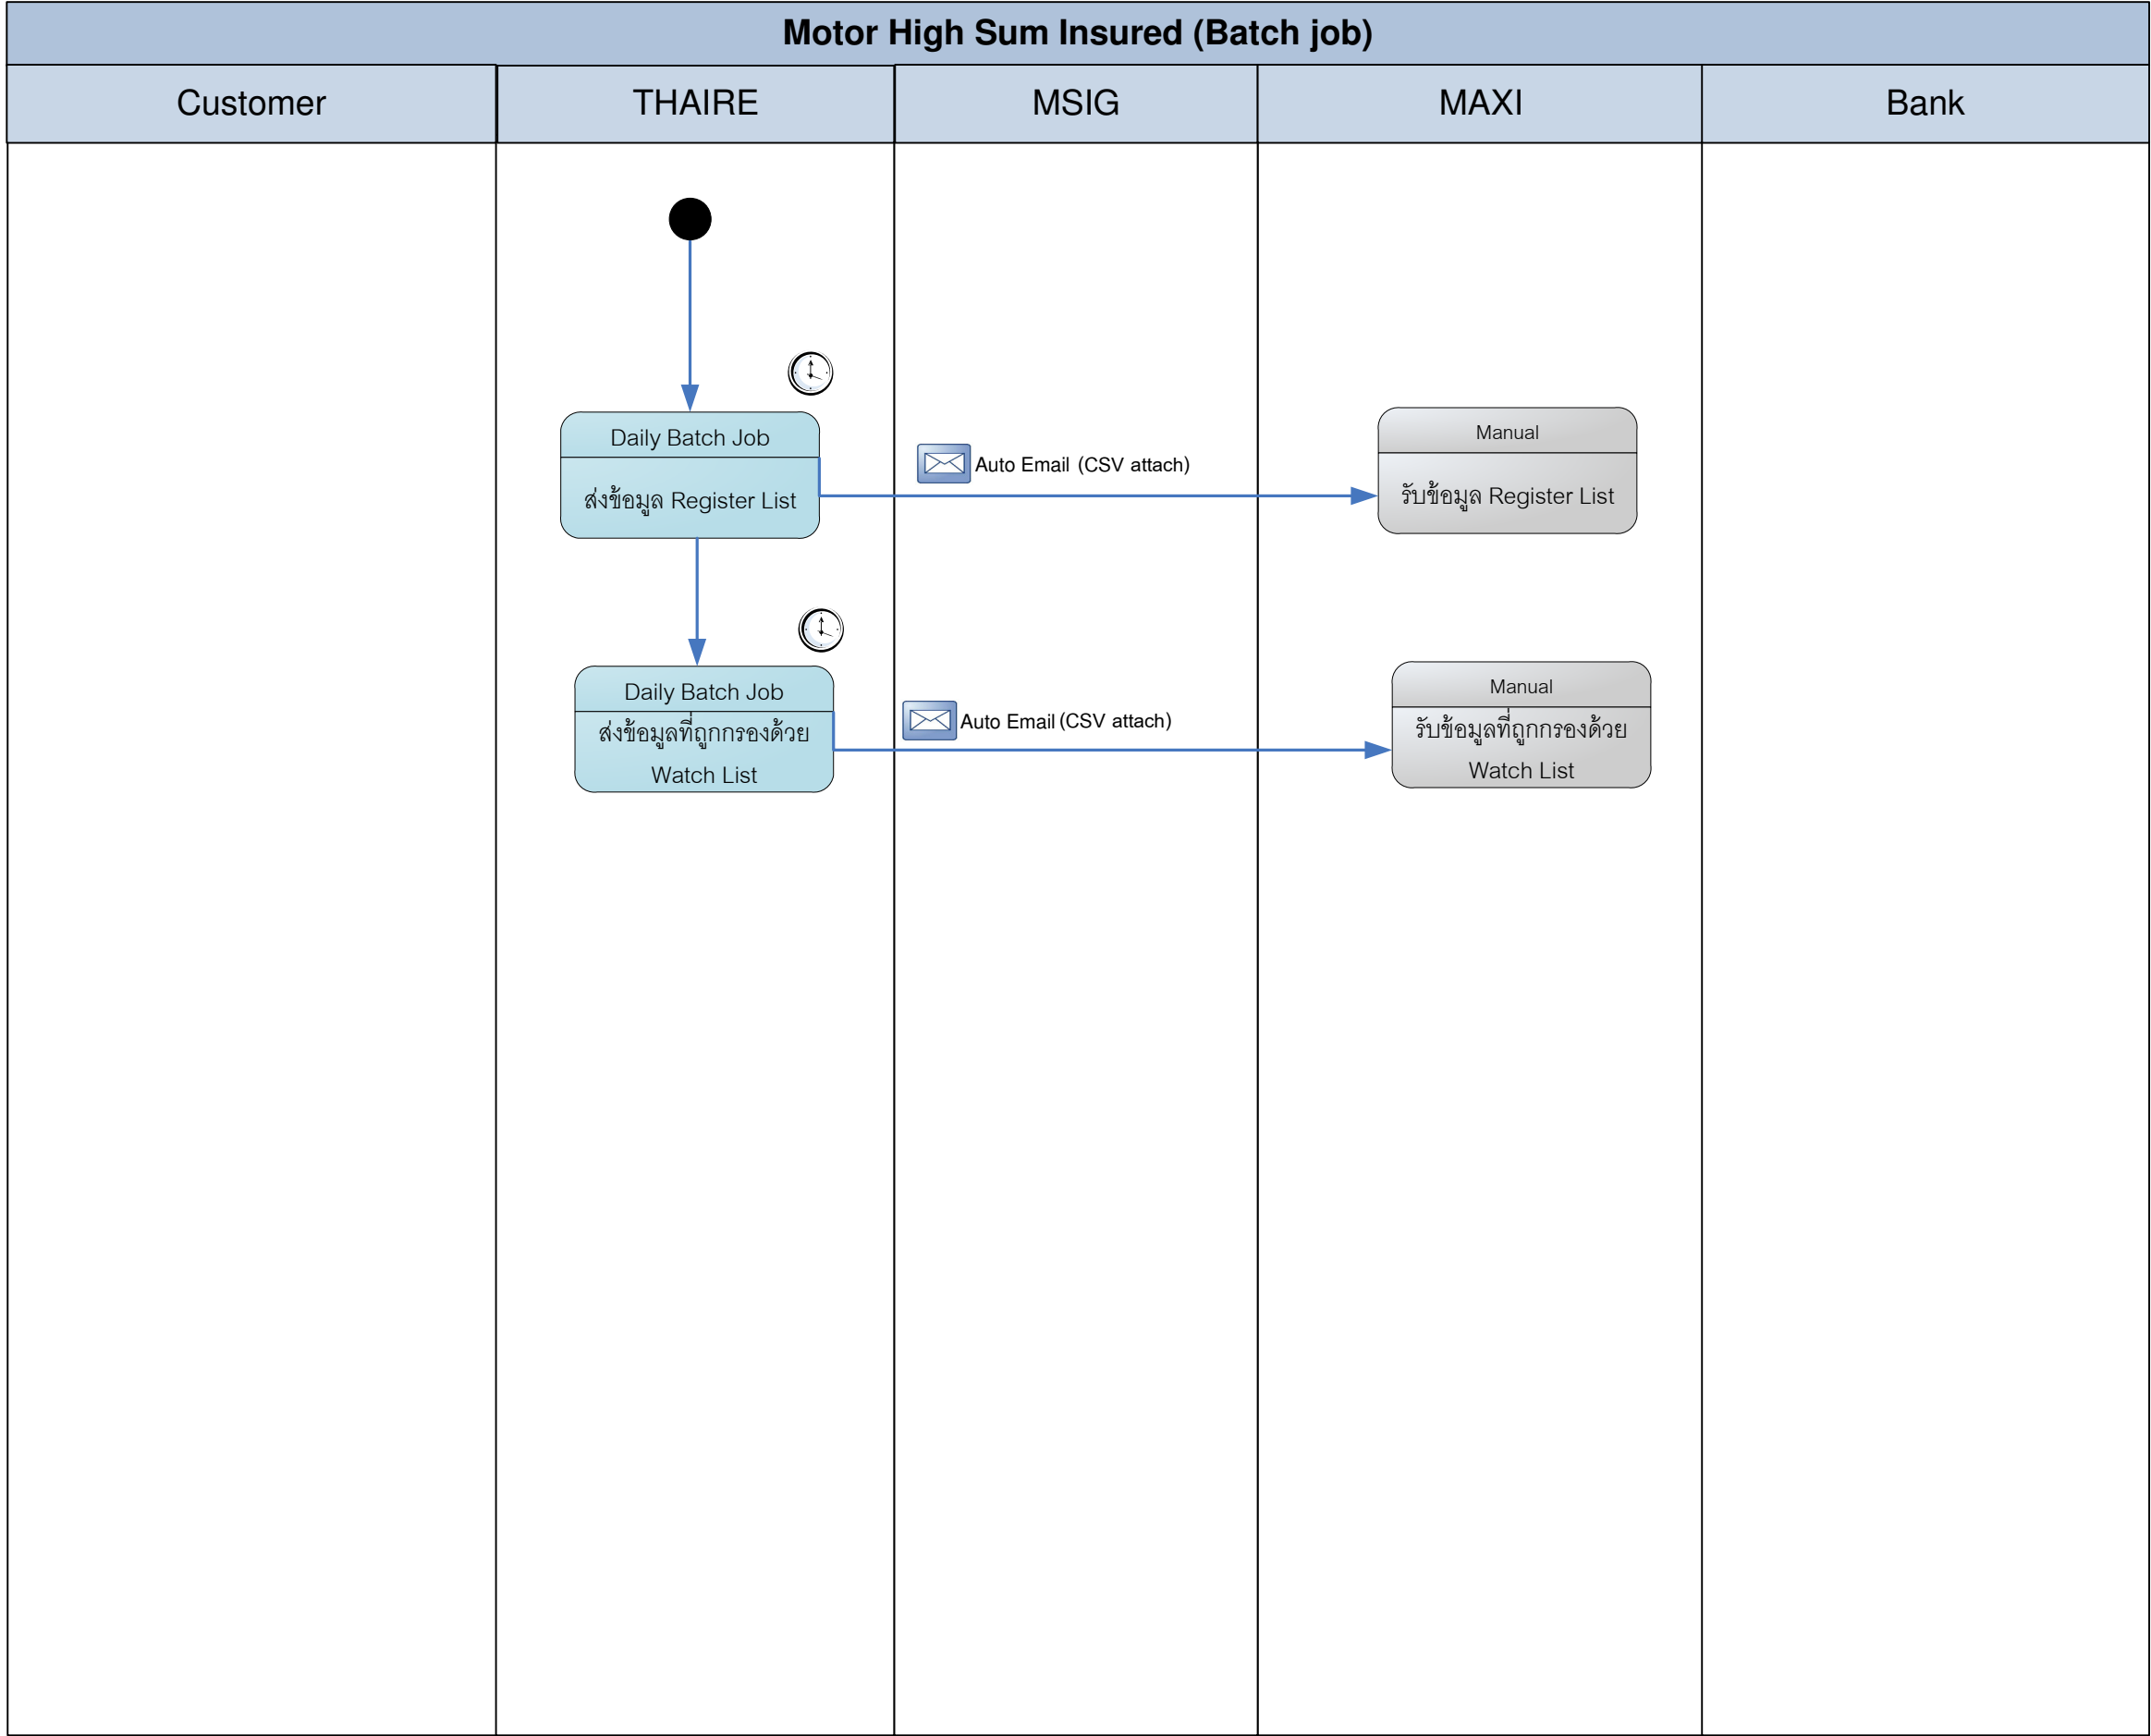 Motor High Sum Insured (Batch job)
Customer
THAIRE
MSIG
MAXI
Bank
Daily Batch Job
ส่งข้อมูล Register List
Auto Email (CSV attach)
Manual
รับข้อมูล Register List
Daily Batch Job
ส่งข้อมูลที่ถูกกรองด้วย
Watch List
Auto Email (CSV attach)
Manual
รับข้อมูลที่ถูกกรองด้วย
Watch List